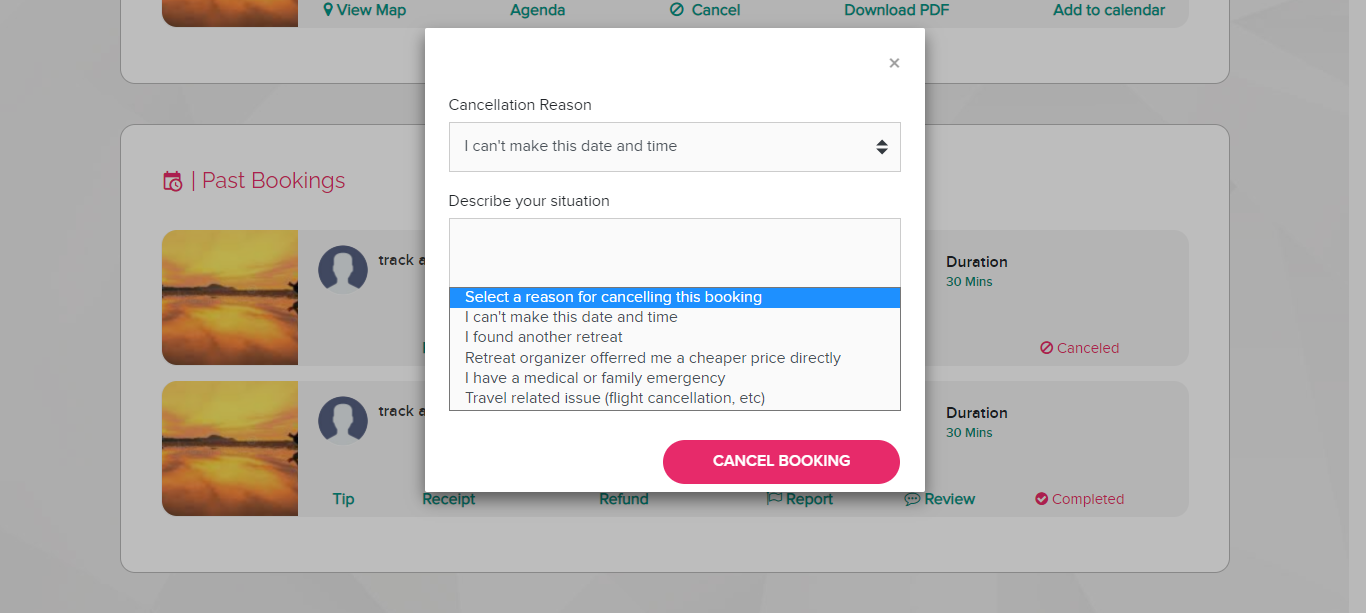 View Map Agenda Cancel Download PDF Add to calendar
×
Cancellation Reason
I can't make this date and time
| Past Bookings
Describe your situation
track a
Duration
30 Mins
Select a reason for cancelling this booking
I can't make this date and time
I found another retreat
Retreat organizer offerred me a cheaper price directly
Canceled
I have a medical or family emergency
Travel related issue (flight cancellation, etc)
track a
Duration
30 Mins
CANCEL BOOKING
Tip Receipt Refund Report Review Completed